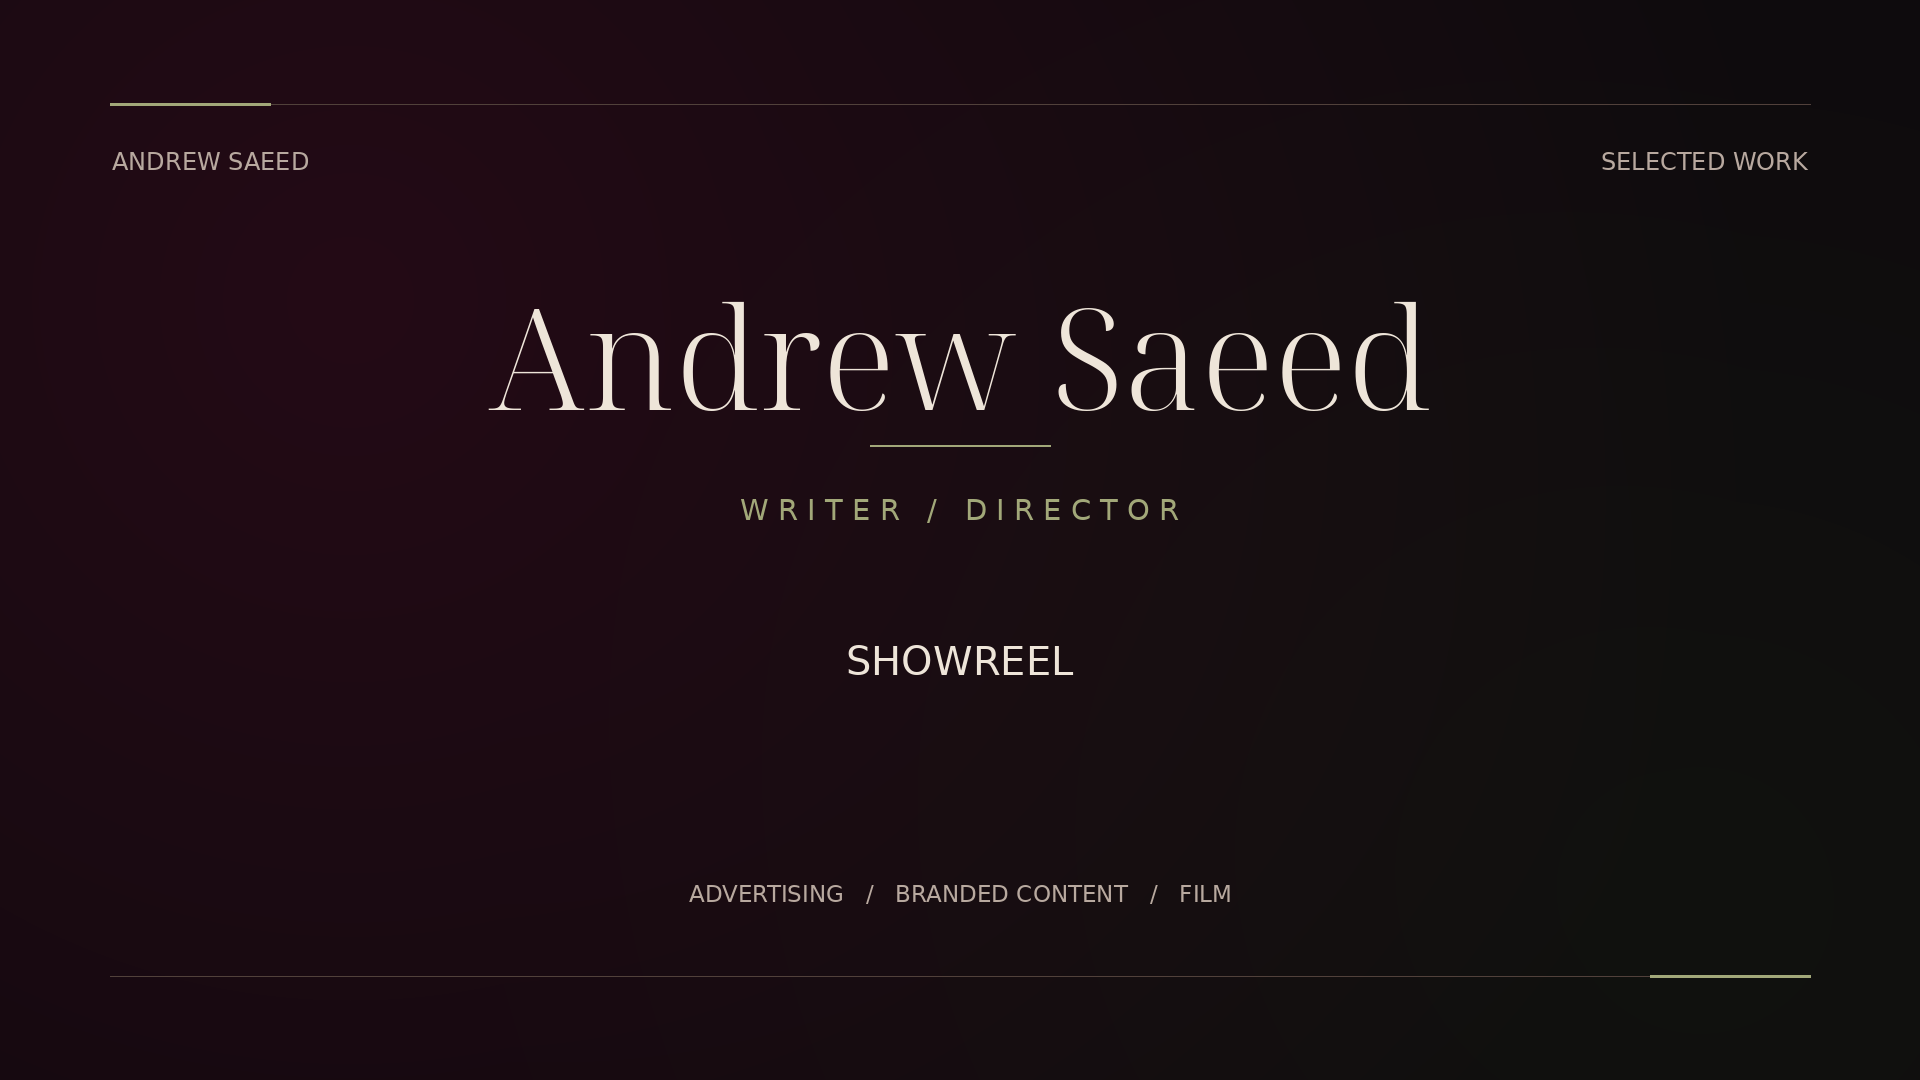 ANDREW SAEED
SELECTED WORK
Andrew Saeed
WRITER / DIRECTOR
SHOWREEL
ADVERTISING / BRANDED CONTENT / FILM